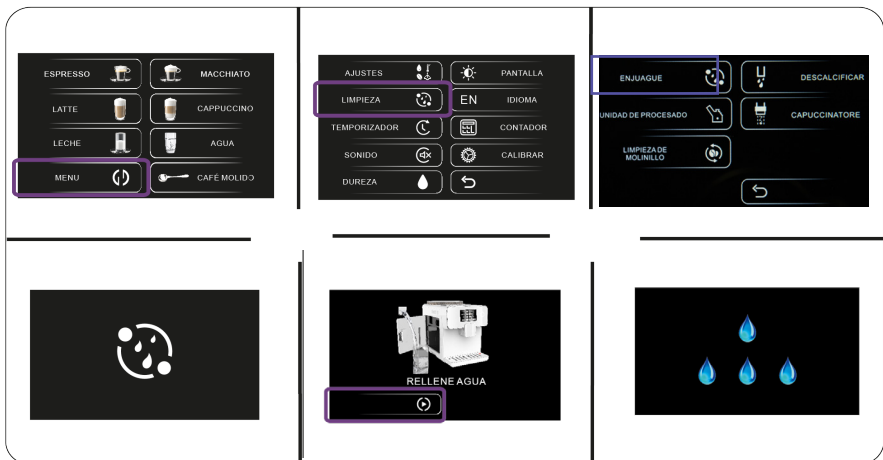 ESPRESSO
MACCHIATO
LATTE
CAPPUCCINO
LECHE
AGUA
MENU
CAFÉ MOLIDO
AJUSTES
PANTALLA
LIMPIEZA
EN IDIOMA
TEMPORIZADOR
CONTADOR
SONIDO
CALIBRAR
DUREZA
ENJUAGUE
DESCALCIFICAR
UNIDAD DE PROCESADO
CAPUCCINATORE
LIMPIEZA DE
MOLINILLO
RELLENE AGUA